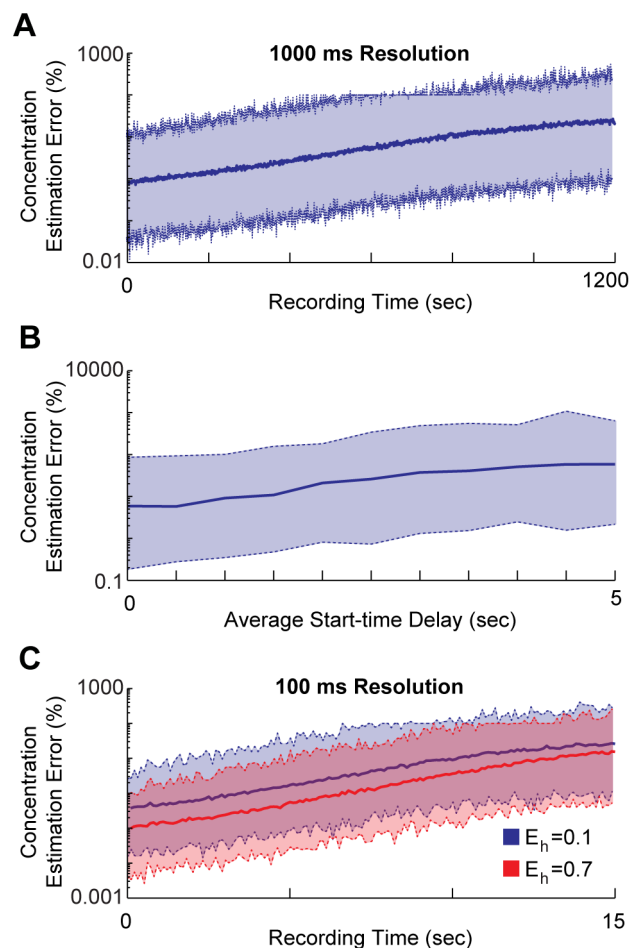 A
1000 ms Resolution
Concentration
Estimation Error (%)
1000
0.01
0
1200
Recording Time (sec)
B
Concentration
Estimation Error (%)
10000
0.1
0
5
Average Start-time Delay (sec)
C
100 ms Resolution
Concentration
Estimation Error (%)
1000
0.001
E_h=0.1
E_h=0.7
0
15
Recording Time (sec)